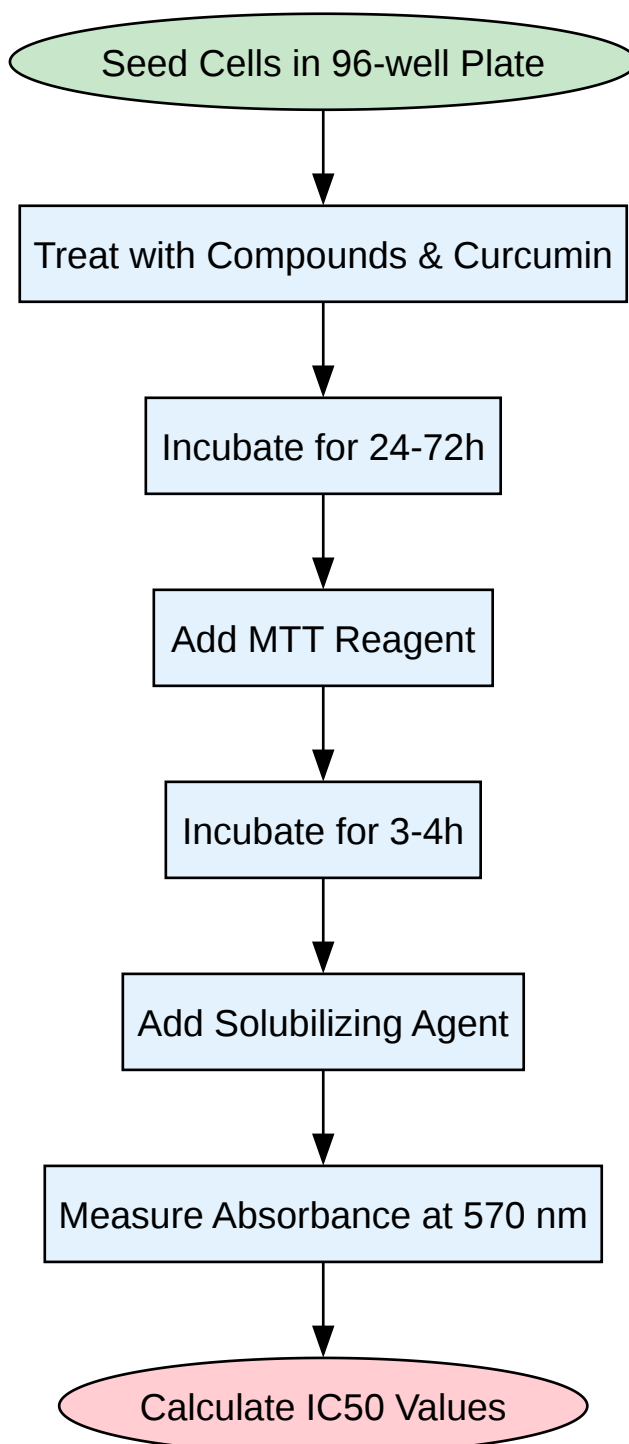 Seed Cells in 96-well Plate
Treat with Compounds & Curcumin
Incubate for 24-72h
Add MTT Reagent
Incubate for 3-4h
Add Solubilizing Agent
Measure Absorbance at 570 nm
Calculate IC50 Values